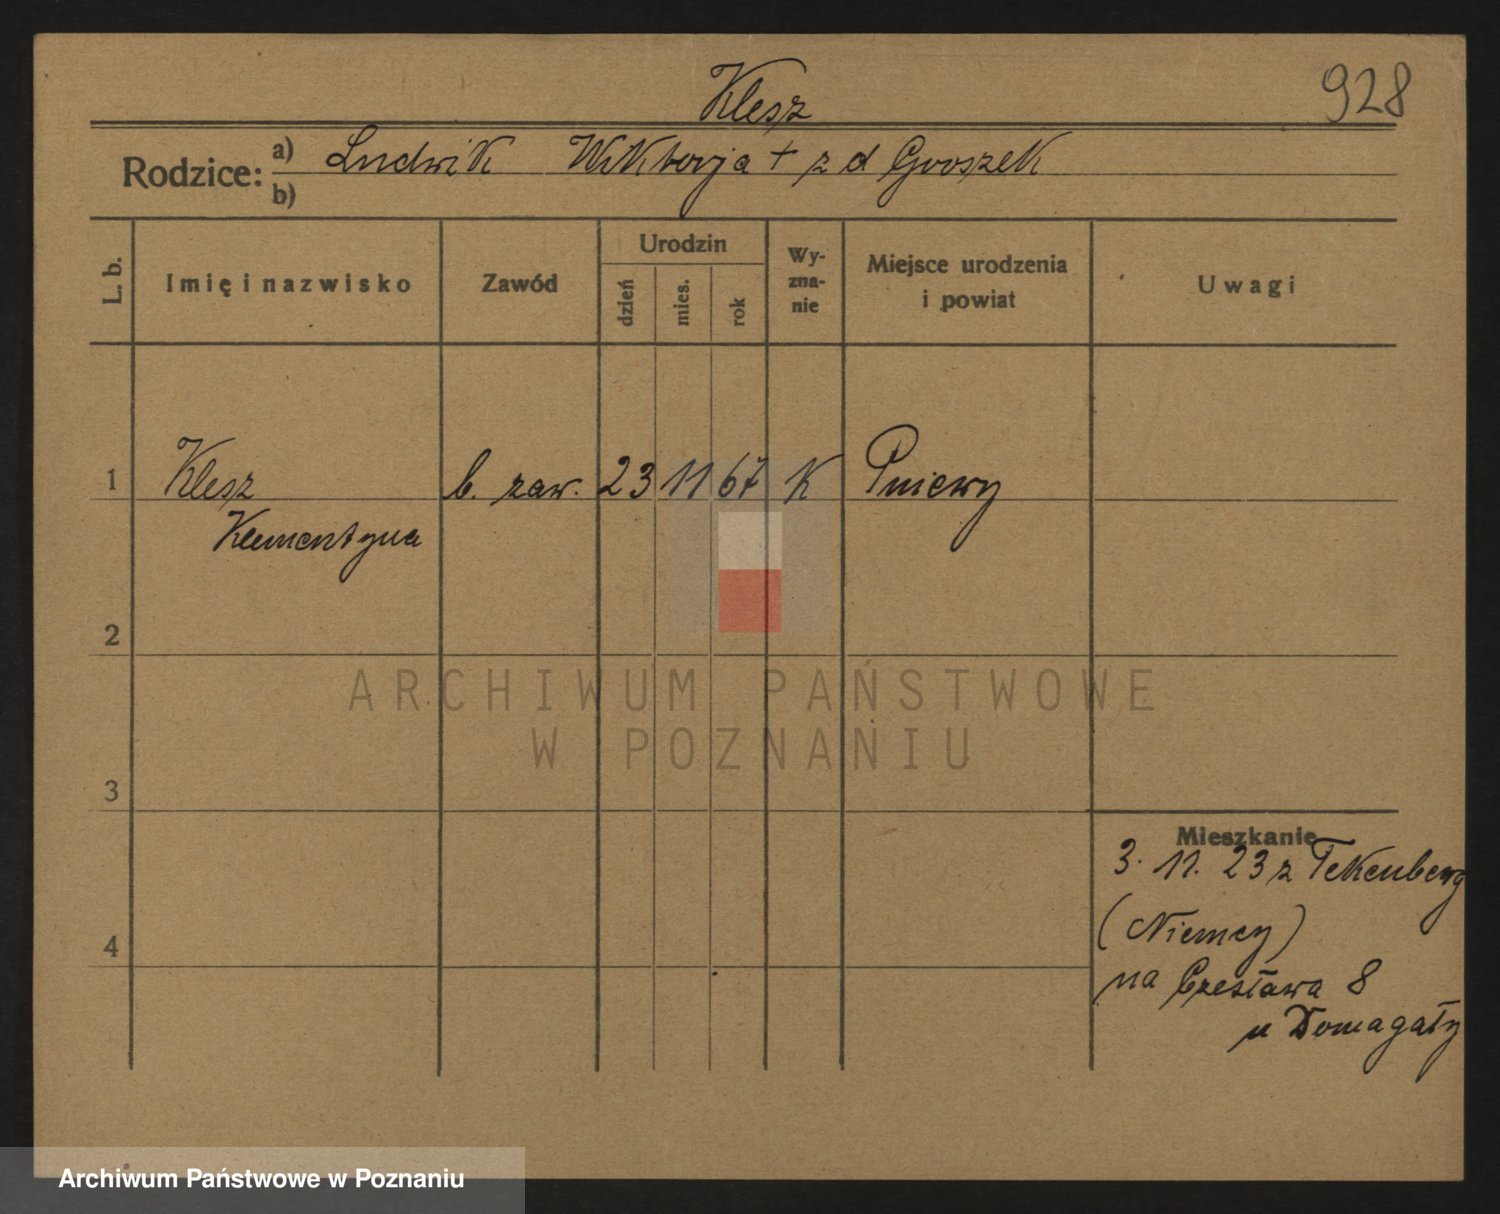 Klesz
928
Rodzice: a) Ludwik Wiktorja + z d Groszek
b)
L. b.
Imię i nazwisko
Zawód
Urodzin
dzień
mies.
rok
Wy-
zna-
nie
Miejsce urodzenia
i powiat
Uwagi
1 Klesz b. zaw. 23 11 67 K Pniewy
Klementyna
2
3
4
Mieszkanie
3. 11. 23 z Tekenberg
(Niemcy)
na Czesława 8
u Domagały
ARCHIWUM PAŃSTWOWE
W POZNANIU
Archiwum Państwowe w Poznaniu